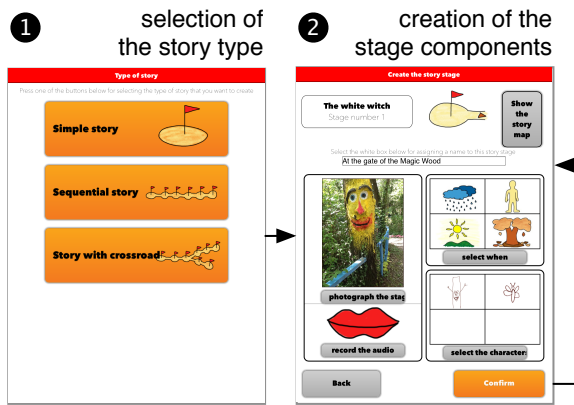 1
selection of
the story type
Type of story
Press one of the buttons below for selecting the type of story that you want to create
Simple story
Sequential story
Story with crossroad
2
creation of the
stage components
Create the story stage
The white witch
Stage number 1
Show
the
story
map
Select the white box below for assigning a name to this story stage
At the gate of the Magic Wood
photograph the stag
record the audio
select when
select the character
Back
Confirm